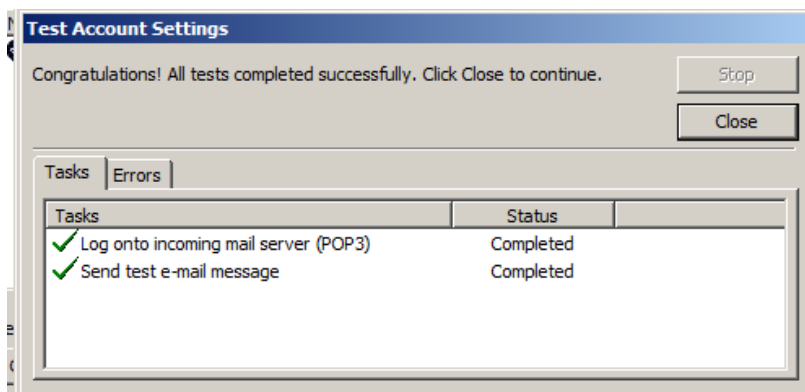 Test Account Settings
Congratulations! All tests completed successfully. Click Close to continue.
Stop
Close
Tasks Errors
Tasks Status
Log onto incoming mail server (POP3) Completed
Send test e-mail message Completed